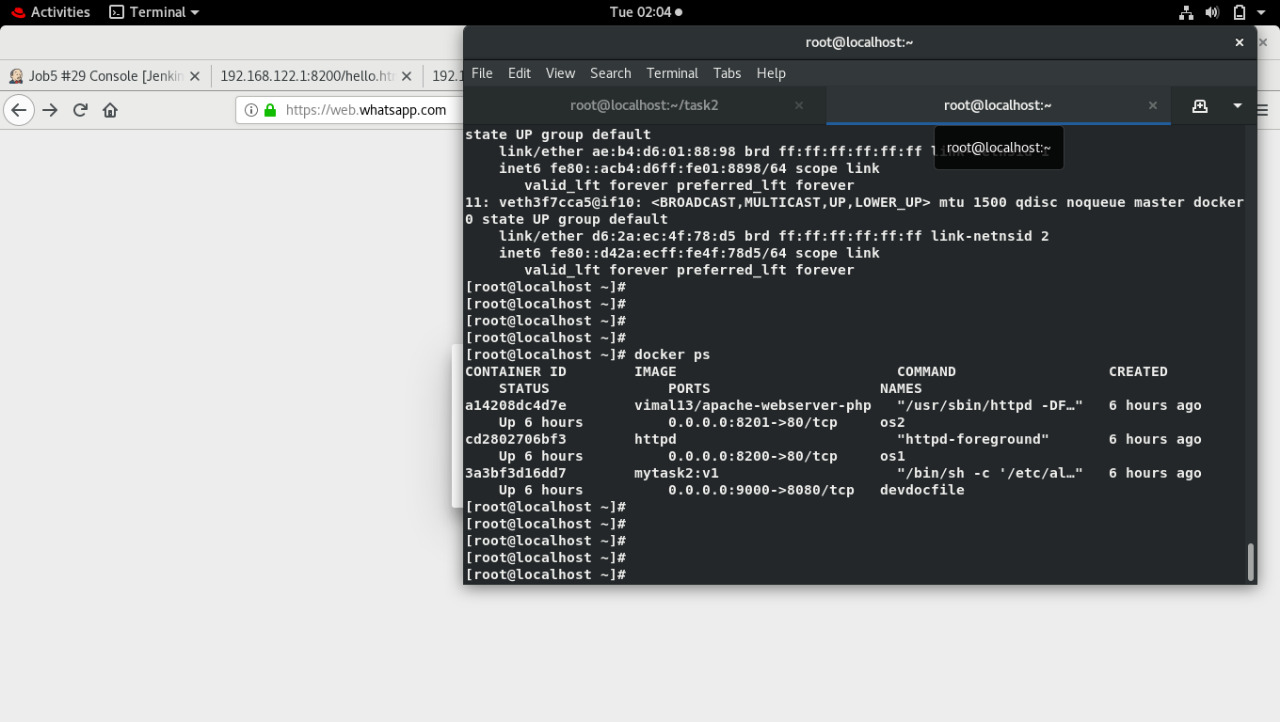 Activities Terminal Tue 02:04
root@localhost:~
Job5 #29 Console [Jenkin 192.168.122.1:8200/hello.ht 192.1
File Edit View Search Terminal Tabs Help
https://web.whatsapp.com
root@localhost:~/task2 root@localhost:~
root@localhost:~
state UP group default
    link/ether ae:b4:d6:01:88:98 brd ff:ff:ff:ff:ff:ff link-netnsid 1
    inet6 fe80::acb4:d6ff:fe01:8898/64 scope link
       valid_lft forever preferred_lft forever
11: veth3f7cca5@if10: <BROADCAST,MULTICAST,UP,LOWER_UP> mtu 1500 qdisc noqueue master docker
0 state UP group default
    link/ether d6:2a:ec:4f:78:d5 brd ff:ff:ff:ff:ff:ff link-netnsid 2
    inet6 fe80::d42a:ecff:fe4f:78d5/64 scope link
       valid_lft forever preferred_lft forever
[root@localhost ~]#
[root@localhost ~]#
[root@localhost ~]#
[root@localhost ~]#
[root@localhost ~]# docker ps
CONTAINER ID        IMAGE                          COMMAND                  CREATED
    STATUS              PORTS                    NAMES
a14208dc4d7e        vimal13/apache-webserver-php   "/usr/sbin/httpd -DF…"   6 hours ago
    Up 6 hours          0.0.0.0:8201->80/tcp     os2
cd2802706bf3        httpd                          "httpd-foreground"       6 hours ago
    Up 6 hours          0.0.0.0:8200->80/tcp     os1
3a3bf3d16dd7        mytask2:v1                     "/bin/sh -c '/etc/al…"   6 hours ago
    Up 6 hours          0.0.0.0:9000->8080/tcp   devdocfile
[root@localhost ~]#
[root@localhost ~]#
[root@localhost ~]#
[root@localhost ~]#
[root@localhost ~]#